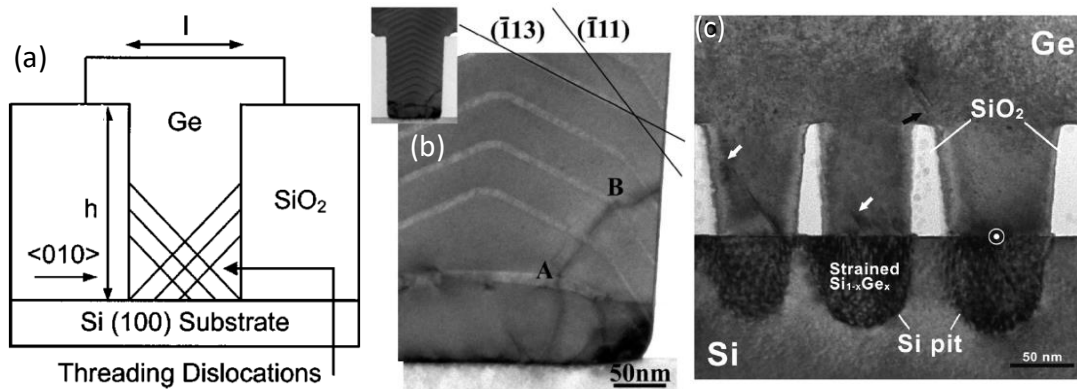 (a)
l
Ge
h
SiO₂
<010>
Si (100) Substrate
Threading Dislocations
(b)
(1̄13)
(1̄11)
B
A
50nm
(c)
Ge
SiO₂
Strained
Si₁₋ₓGeₓ
Si pit
Si
50 nm